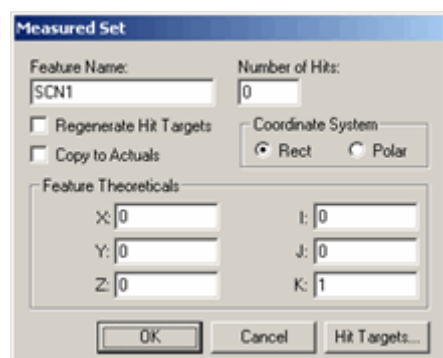 Measured Set
Feature Name:
Number of Hits:
SCN1
0
Regenerate Hit Targets
Copy to Actuals
Coordinate System
Rect Polar
Feature Theoreticals
X: 0 I: 0
Y: 0 J: 0
Z: 0 K: 1
OK Cancel Hit Targets...